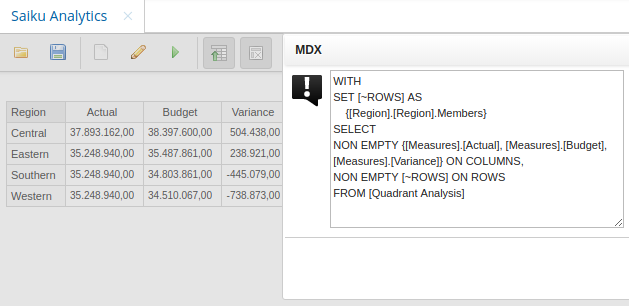 Saiku Analytics ×
MDX
Region Actual Budget Variance
Central 37.893.162,00 38.397.600,00 504.438,00
Eastern 35.248.940,00 35.487.861,00 238.921,00
Southern 35.248.940,00 34.803.861,00 -445.079,00
Western 35.248.940,00 34.510.067,00 -738.873,00
WITH
SET [~ROWS] AS
{[Region].[Region].Members}
SELECT
NON EMPTY {[Measures].[Actual], [Measures].[Budget],
[Measures].[Variance]} ON COLUMNS,
NON EMPTY [~ROWS] ON ROWS
FROM [Quadrant Analysis]